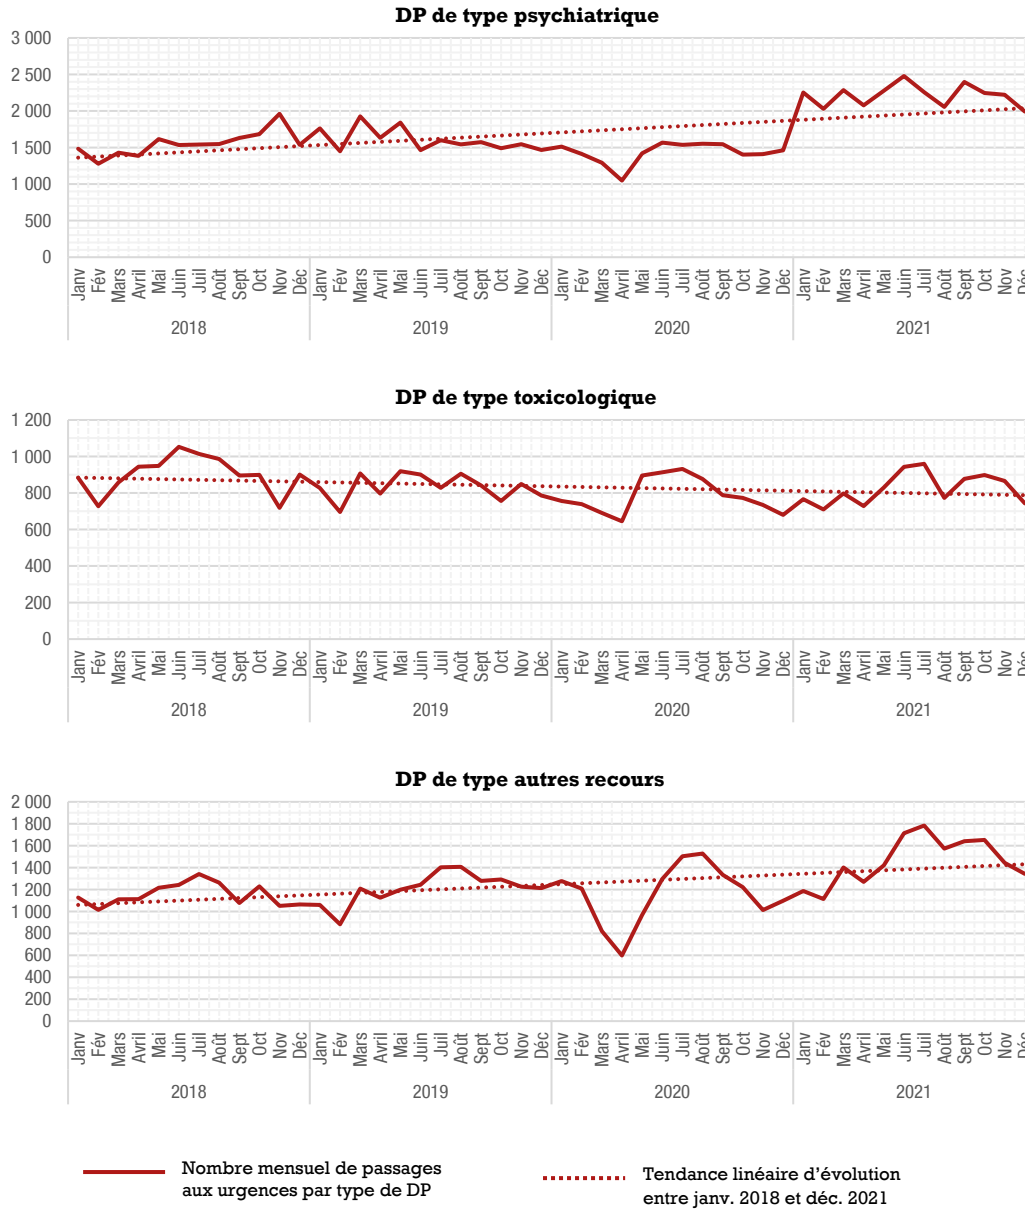 DP de type psychiatrique
3 000
2 500
2 000
1 500
1 000
500
0
Janv Fév Mars Avril Mai Juin Juil Août Sept Oct Nov Déc Janv Fév Mars Avril Mai Juin Juil Août Sept Oct Nov Déc Janv Fév Mars Avril Mai Juin Juil Août Sept Oct Nov Déc Janv Fév Mars Avril Mai Juin Juil Août Sept Oct Nov Déc
2018 2019 2020 2021
DP de type toxicologique
1 200
1 000
800
600
400
200
0
Janv Fév Mars Avril Mai Juin Juil Août Sept Oct Nov Déc Janv Fév Mars Avril Mai Juin Juil Août Sept Oct Nov Déc Janv Fév Mars Avril Mai Juin Juil Août Sept Oct Nov Déc Janv Fév Mars Avril Mai Juin Juil Août Sept Oct Nov Déc
2018 2019 2020 2021
DP de type autres recours
2 000
1 800
1 600
1 400
1 200
1 000
800
600
400
200
0
Janv Fév Mars Avril Mai Juin Juil Août Sept Oct Nov Déc Janv Fév Mars Avril Mai Juin Juil Août Sept Oct Nov Déc Janv Fév Mars Avril Mai Juin Juil Août Sept Oct Nov Déc Janv Fév Mars Avril Mai Juin Juil Août Sept Oct Nov Déc
2018 2019 2020 2021
Nombre mensuel de passages
aux urgences par type de DP
Tendance linéaire d'évolution
entre janv. 2018 et déc. 2021